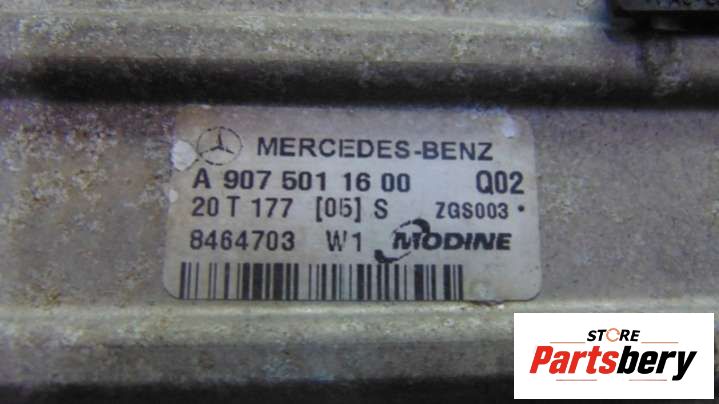 MERCEDES-BENZ
A 907 501 16 00 Q02
20 T 177 [05] S ZGS003 •
8464703 W1 MODINE
STORE
Partsbery